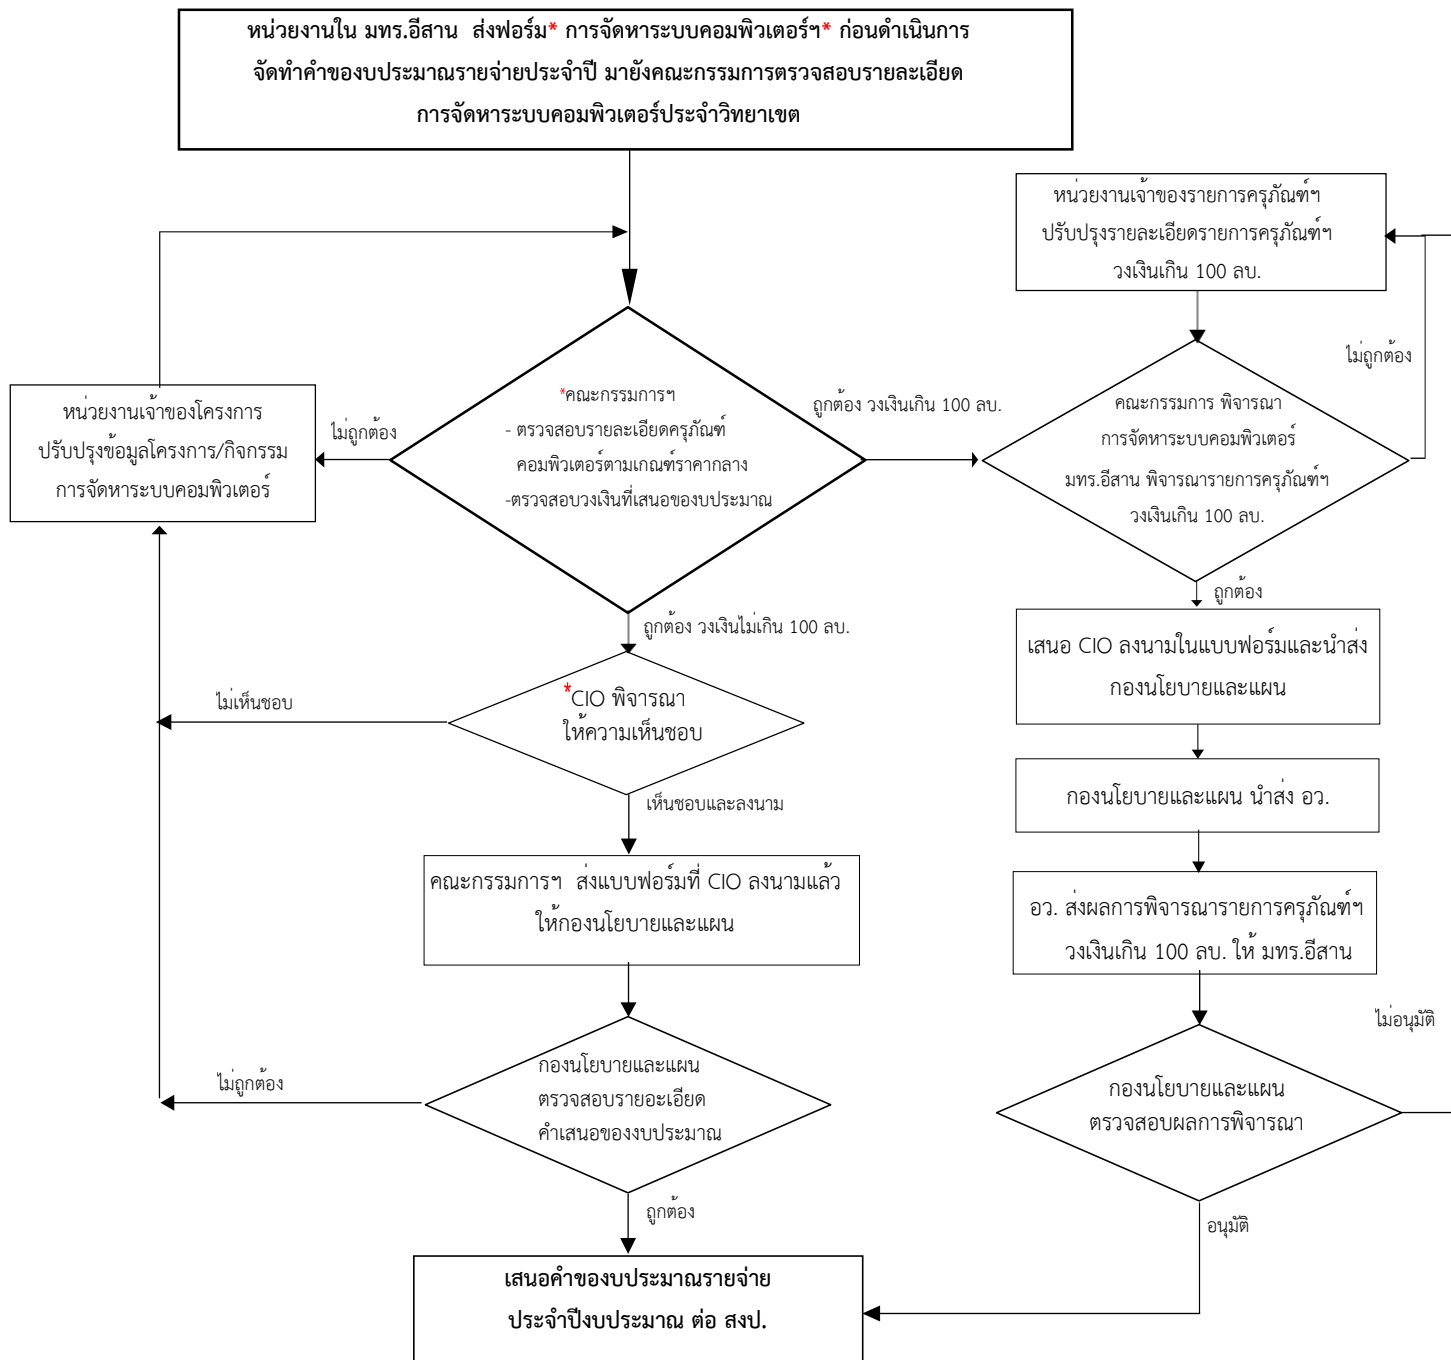 หน่วยงานใน มทร.อีสาน ส่งฟอร์ม* การจัดหาระบบคอมพิวเตอร์ฯ* ก่อนดำเนินการ
จัดทำคำของบประมาณรายจ่ายประจำปี มายังคณะกรรมการตรวจสอบรายละเอียด
การจัดหาระบบคอมพิวเตอร์ประจำวิทยาเขต
หน่วยงานเจ้าของโครงการ
ปรับปรุงข้อมูลโครงการ/กิจกรรม
การจัดหาระบบคอมพิวเตอร์
ไม่ถูกต้อง
*คณะกรรมการฯ
- ตรวจสอบรายละเอียดครุภัณฑ์
คอมพิวเตอร์ตามเกณฑ์ราคากลาง
-ตรวจสอบวงเงินที่เสนอของบประมาณ
ถูกต้อง วงเงินเกิน 100 ลบ.
ถูกต้อง วงเงินไม่เกิน 100 ลบ.
ไม่เห็นชอบ
*CIO พิจารณา
ให้ความเห็นชอบ
เห็นชอบและลงนาม
คณะกรรมการฯ ส่งแบบฟอร์มที่ CIO ลงนามแล้ว
ให้กองนโยบายและแผน
ไม่ถูกต้อง
กองนโยบายและแผน
ตรวจสอบรายอะเอียด
คำเสนอของงบประมาณ
ถูกต้อง
เสนอคำของบประมาณรายจ่าย
ประจำปีงบประมาณ ต่อ สงป.
หน่วยงานเจ้าของรายการครุภัณฑ์ฯ
ปรับปรุงรายละเอียดรายการครุภัณฑ์ฯ
วงเงินเกิน 100 ลบ.
ไม่ถูกต้อง
คณะกรรมการ พิจารณา
การจัดหาระบบคอมพิวเตอร์
มทร.อีสาน พิจารณารายการครุภัณฑ์ฯ
วงเงินเกิน 100 ลบ.
ถูกต้อง
เสนอ CIO ลงนามในแบบฟอร์มและนำส่ง
กองนโยบายและแผน
กองนโยบายและแผน นำส่ง อว.
อว. ส่งผลการพิจารณารายการครุภัณฑ์ฯ
วงเงินเกิน 100 ลบ. ให้ มทร.อีสาน
ไม่อนุมัติ
กองนโยบายและแผน
ตรวจสอบผลการพิจารณา
อนุมัติ